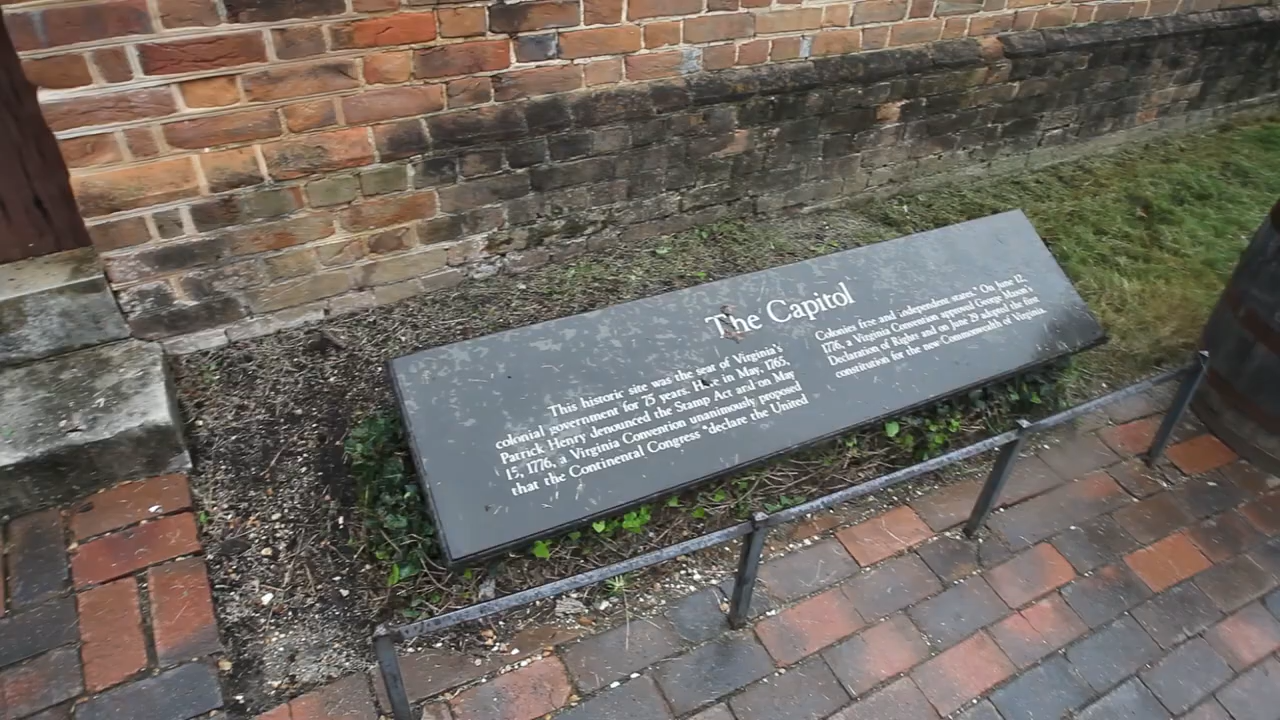 The Capitol
This historic site was the seat of Virginia's
colonial government for 75 years. Here in May, 1765,
Patrick Henry denounced the Stamp Act and on May
15, 1776, a Virginia Convention unanimously proposed
that the Continental Congress "declare the United
Colonies free and independent states." On June 12,
1776, a Virginia Convention approved George Mason's
Declaration of Rights and on June 29 adopted the first
constitution for the new Commonwealth of Virginia.